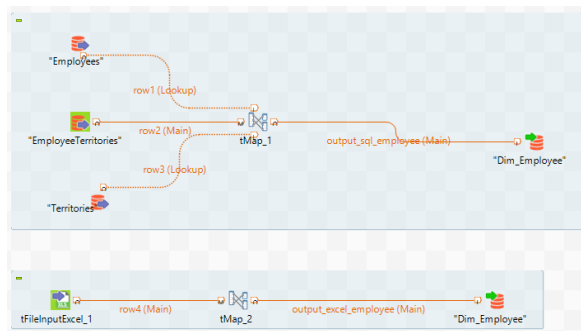 "Employees"
row1 (Lookup)
row2 (Main)
"EmployeeTerritories"
tMap_1
output_sql_employee (Main)
"Dim_Employee"
row3 (Lookup)
"Territories"
tFileInputExcel_1
row4 (Main)
tMap_2
output_excel_employee (Main)
"Dim_Employee"